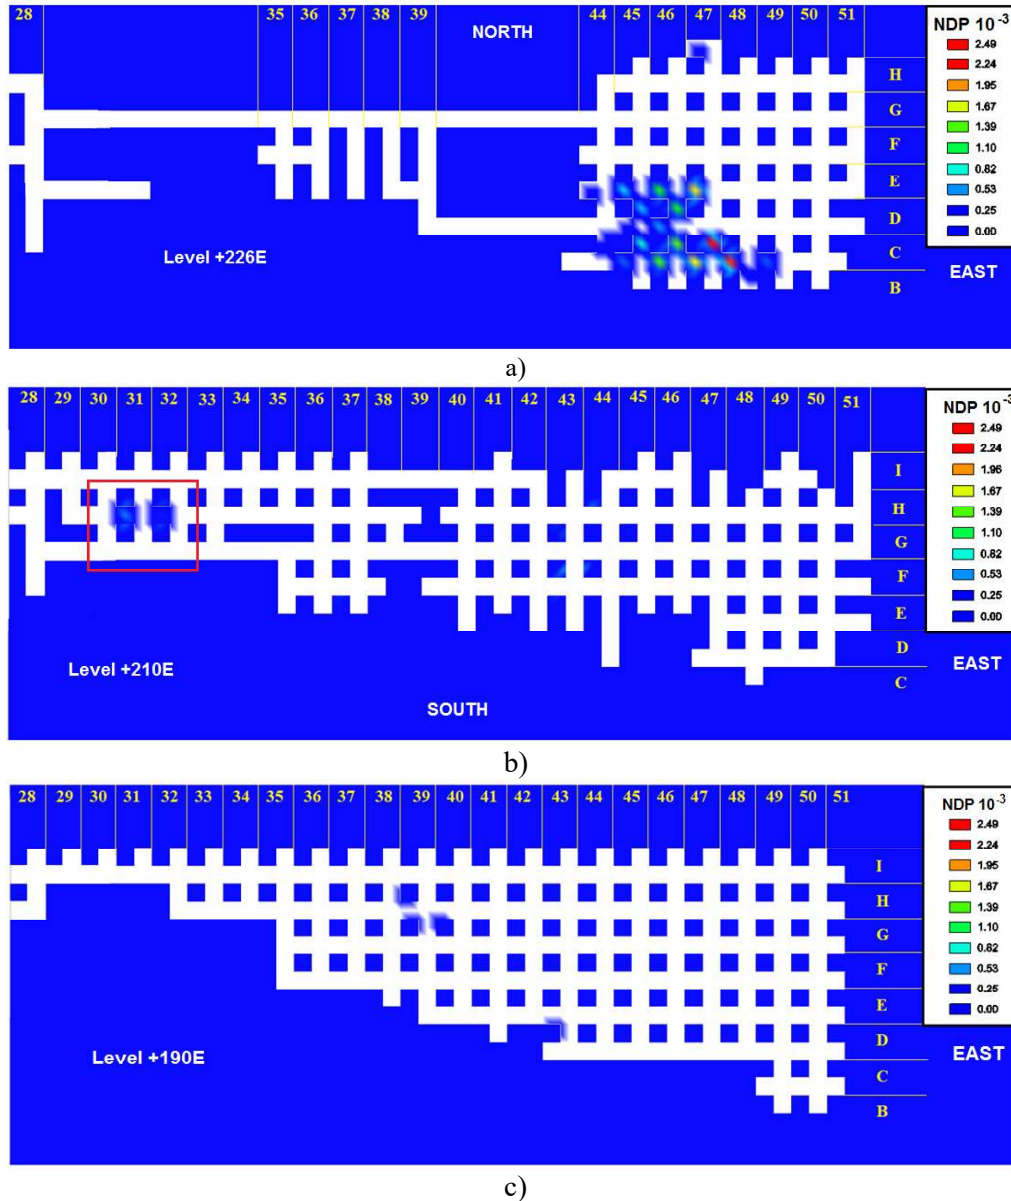 28 35 36 37 38 39 44 45 46 47 48 49 50 51
NORTH
NDP 10-3
2.49
2.24
1.95
1.67
1.39
1.10
0.82
0.53
0.25
0.00
H
G
F
E
D
C
B
Level +226E
EAST
a)
28 29 30 31 32 33 34 35 36 37 38 39 40 41 42 43 44 45 46 47 48 49 50 51
NDP 10-3
2.49
2.24
1.96
1.67
1.39
1.10
0.82
0.53
0.25
0.00
I
H
G
F
E
D
C
Level +210E
SOUTH
EAST
b)
28 29 30 31 32 33 34 35 36 37 38 39 40 41 42 43 44 45 46 47 48 49 50 51
NDP 10-3
2.49
2.24
1.95
1.67
1.39
1.10
0.82
0.53
0.25
0.00
I
H
G
F
E
D
C
B
Level +190E
EAST
c)